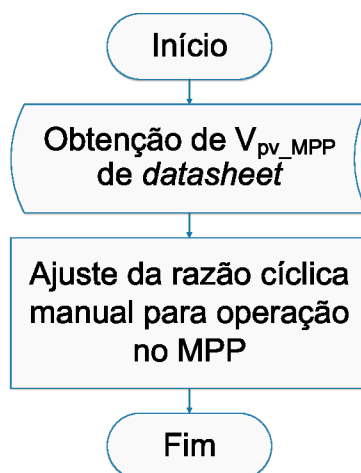 Início
Obtenção de Vpv_MPP
de datasheet
Ajuste da razão cíclica
manual para operação
no MPP
Fim